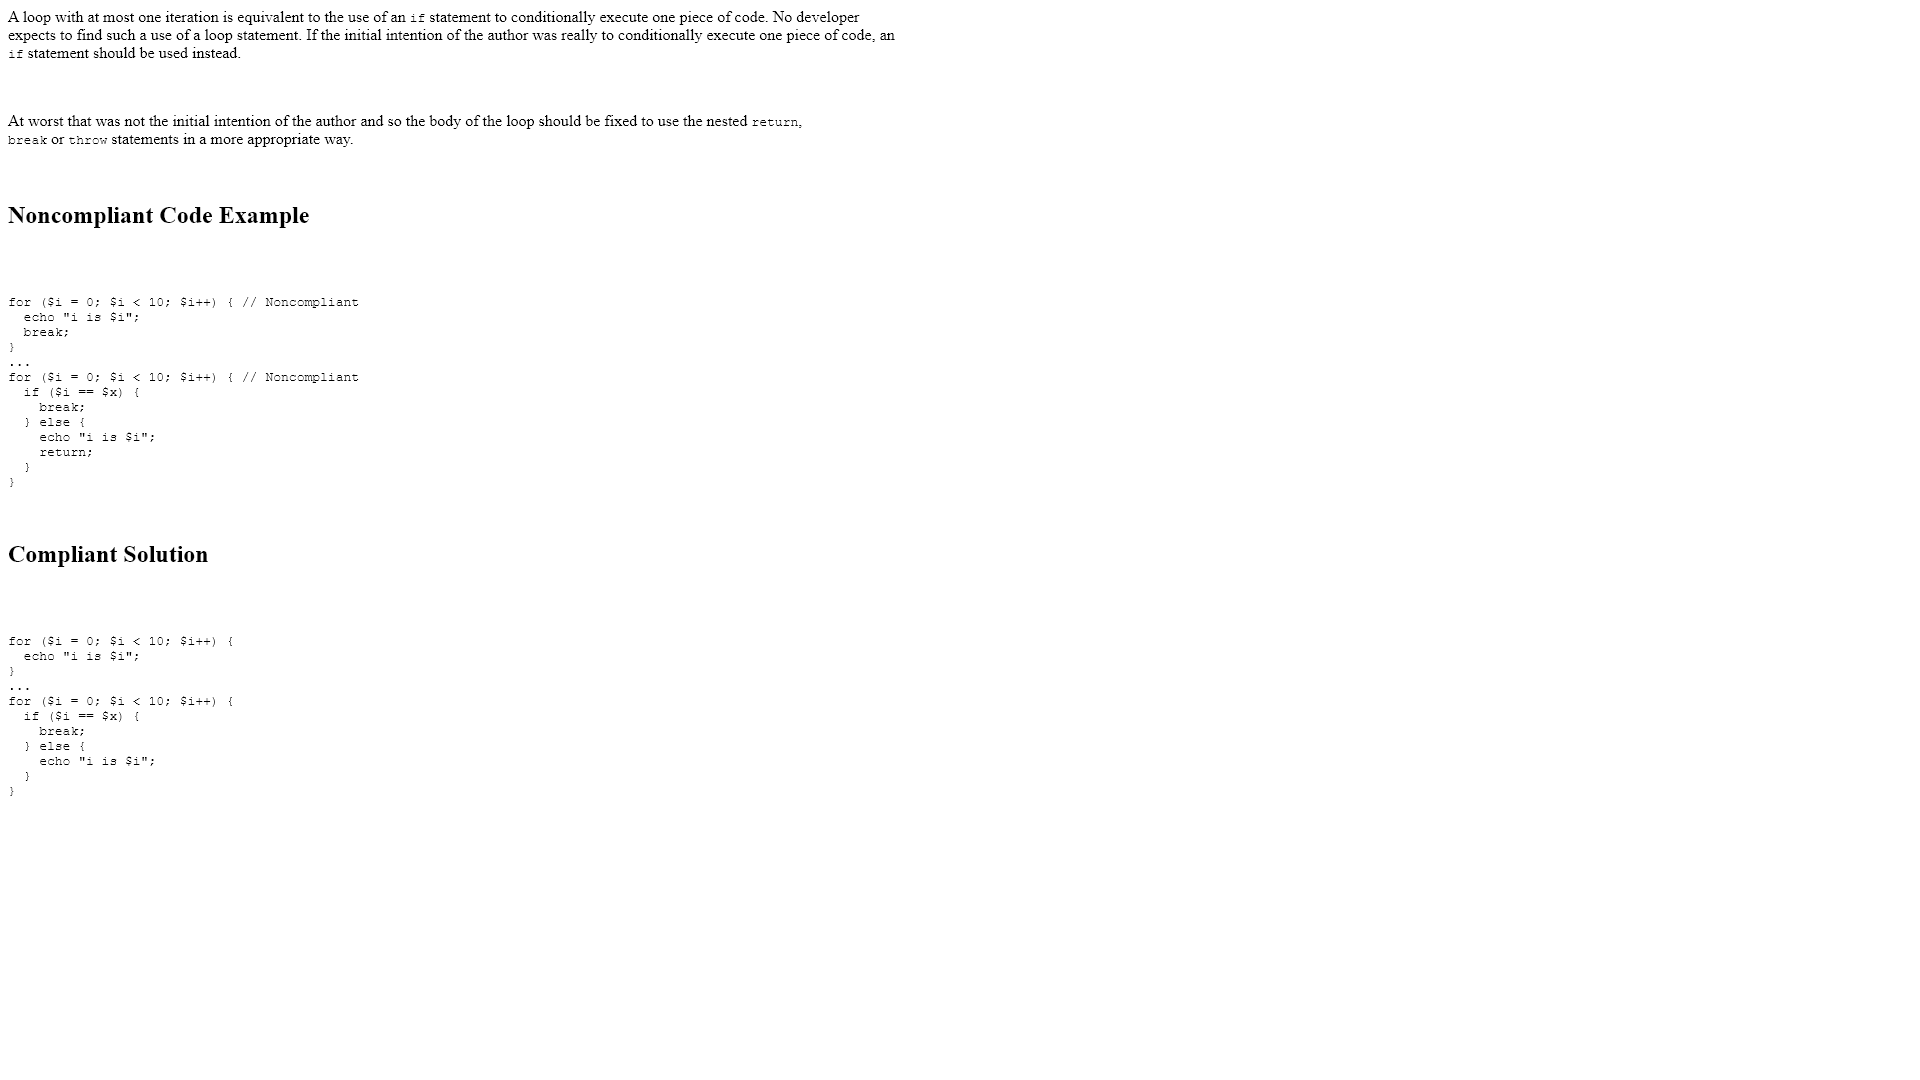 A loop with at most one iteration is equivalent to the use of an if statement to conditionally execute one piece of code. No developer
expects to find such a use of a loop statement. If the initial intention of the author was really to conditionally execute one piece of code, an
if statement should be used instead.
At worst that was not the initial intention of the author and so the body of the loop should be fixed to use the nested return,
break or throw statements in a more appropriate way.
Noncompliant Code Example
for ($i = 0; $i < 10; $i++) { // Noncompliant
  echo "i is $i";
  break;
}
...
for ($i = 0; $i < 10; $i++) { // Noncompliant
  if ($i == $x) {
    break;
  } else {
    echo "i is $i";
    return;
  }
}
Compliant Solution
for ($i = 0; $i < 10; $i++) {
  echo "i is $i";
}
...
for ($i = 0; $i < 10; $i++) {
  if ($i == $x) {
    break;
  } else {
    echo "i is $i";
  }
}